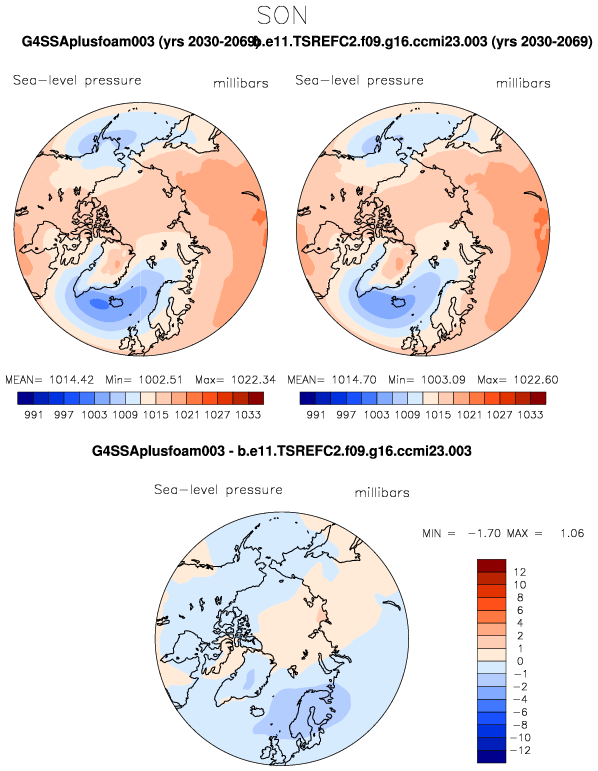 SON
G4SSAplusfoam003 (yrs 2030-2069) b.e11.TSREFC2.f09.g16.ccmi23.003 (yrs 2030-2069)
Sea-level pressure millibars Sea-level pressure millibars
MEAN= 1014.42 Min= 1002.51 Max= 1022.34 MEAN= 1014.70 Min= 1003.09 Max= 1022.60
991 997 1003 1009 1015 1021 1027 1033 991 997 1003 1009 1015 1021 1027 1033
G4SSAplusfoam003 - b.e11.TSREFC2.f09.g16.ccmi23.003
Sea-level pressure millibars
MIN = -1.70 MAX = 1.06
12
10
8
6
4
2
1
0
-1
-2
-4
-6
-8
-10
-12